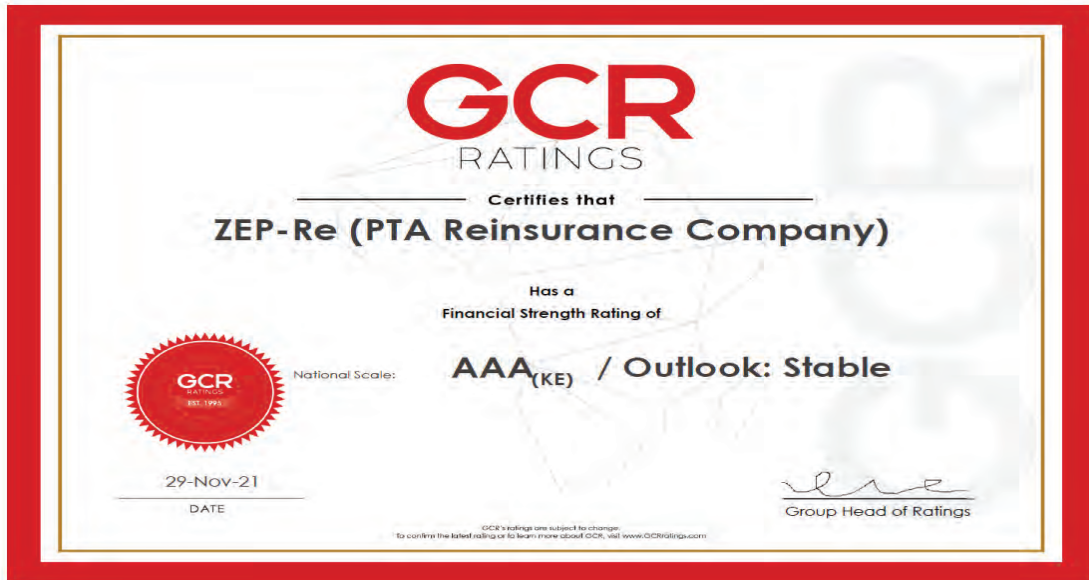 GCR
RATINGS
Certifies that
ZEP-Re (PTA Reinsurance Company)
Has a
Financial Strength Rating of
National Scale: AAA(KE) / Outlook: Stable
GCR
RATINGS
EST. 1995
29-Nov-21
DATE
Group Head of Ratings
GCR's ratings are subject to change.
To confirm the latest rating or to learn more about GCR, visit www.GCRratings.com
GCR